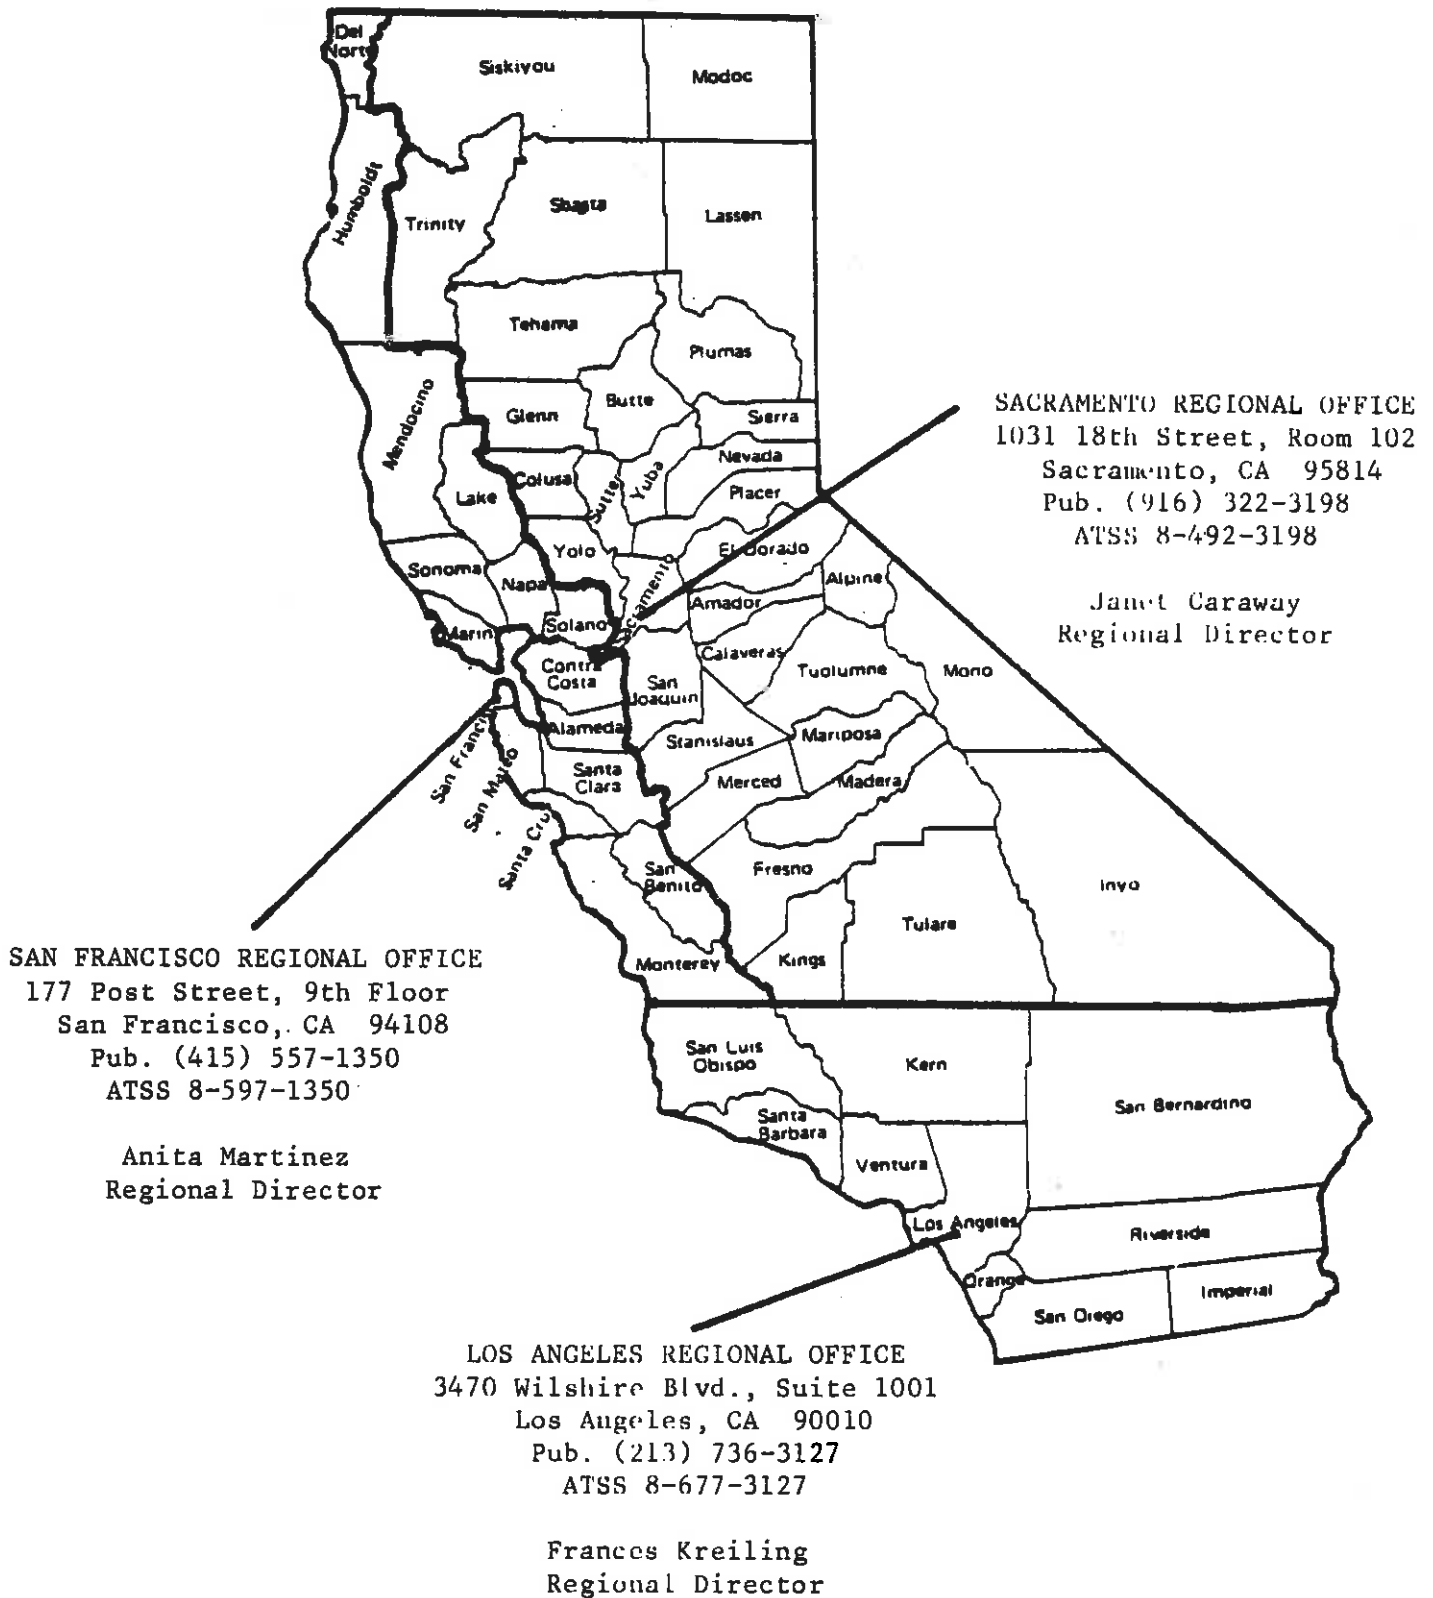 Del
Norte
Siskiyou
Modoc
Humboldt
Trinity
Shasta
Lassen
Tehama
Plumas
Mendocino
Glenn
Butte
Sierra
Lake
Colusa
Sutter
Yuba
Nevada
Placer
Yolo
El Dorado
Sonoma
Napa
Sacramento
Alpine
Amador
Marin
Solano
Calaveras
Tuolumne
Mono
Contra
Costa
San
Joaquin
Alameda
Stanislaus
Mariposa
San Francis
San Mateo
Santa
Clara
Merced
Madera
Santa Cruz
San
Benito
Fresno
Inyo
Tulare
Monterey
Kings
SACRAMENTO REGIONAL OFFICE
1031 18th Street, Room 102
Sacramento, CA 95814
Pub. (916) 322-3198
ATSS 8-492-3198
Janet Caraway
Regional Director
SAN FRANCISCO REGIONAL OFFICE
177 Post Street, 9th Floor
San Francisco, CA 94108
Pub. (415) 557-1350
ATSS 8-597-1350
Anita Martinez
Regional Director
San Luis
Obispo
Kern
San Bernardino
Santa
Barbara
Ventura
Los Angeles
Riverside
Orange
San Diego
Imperial
LOS ANGELES REGIONAL OFFICE
3470 Wilshire Blvd., Suite 1001
Los Angeles, CA 90010
Pub. (213) 736-3127
ATSS 8-677-3127
Frances Kreiling
Regional Director